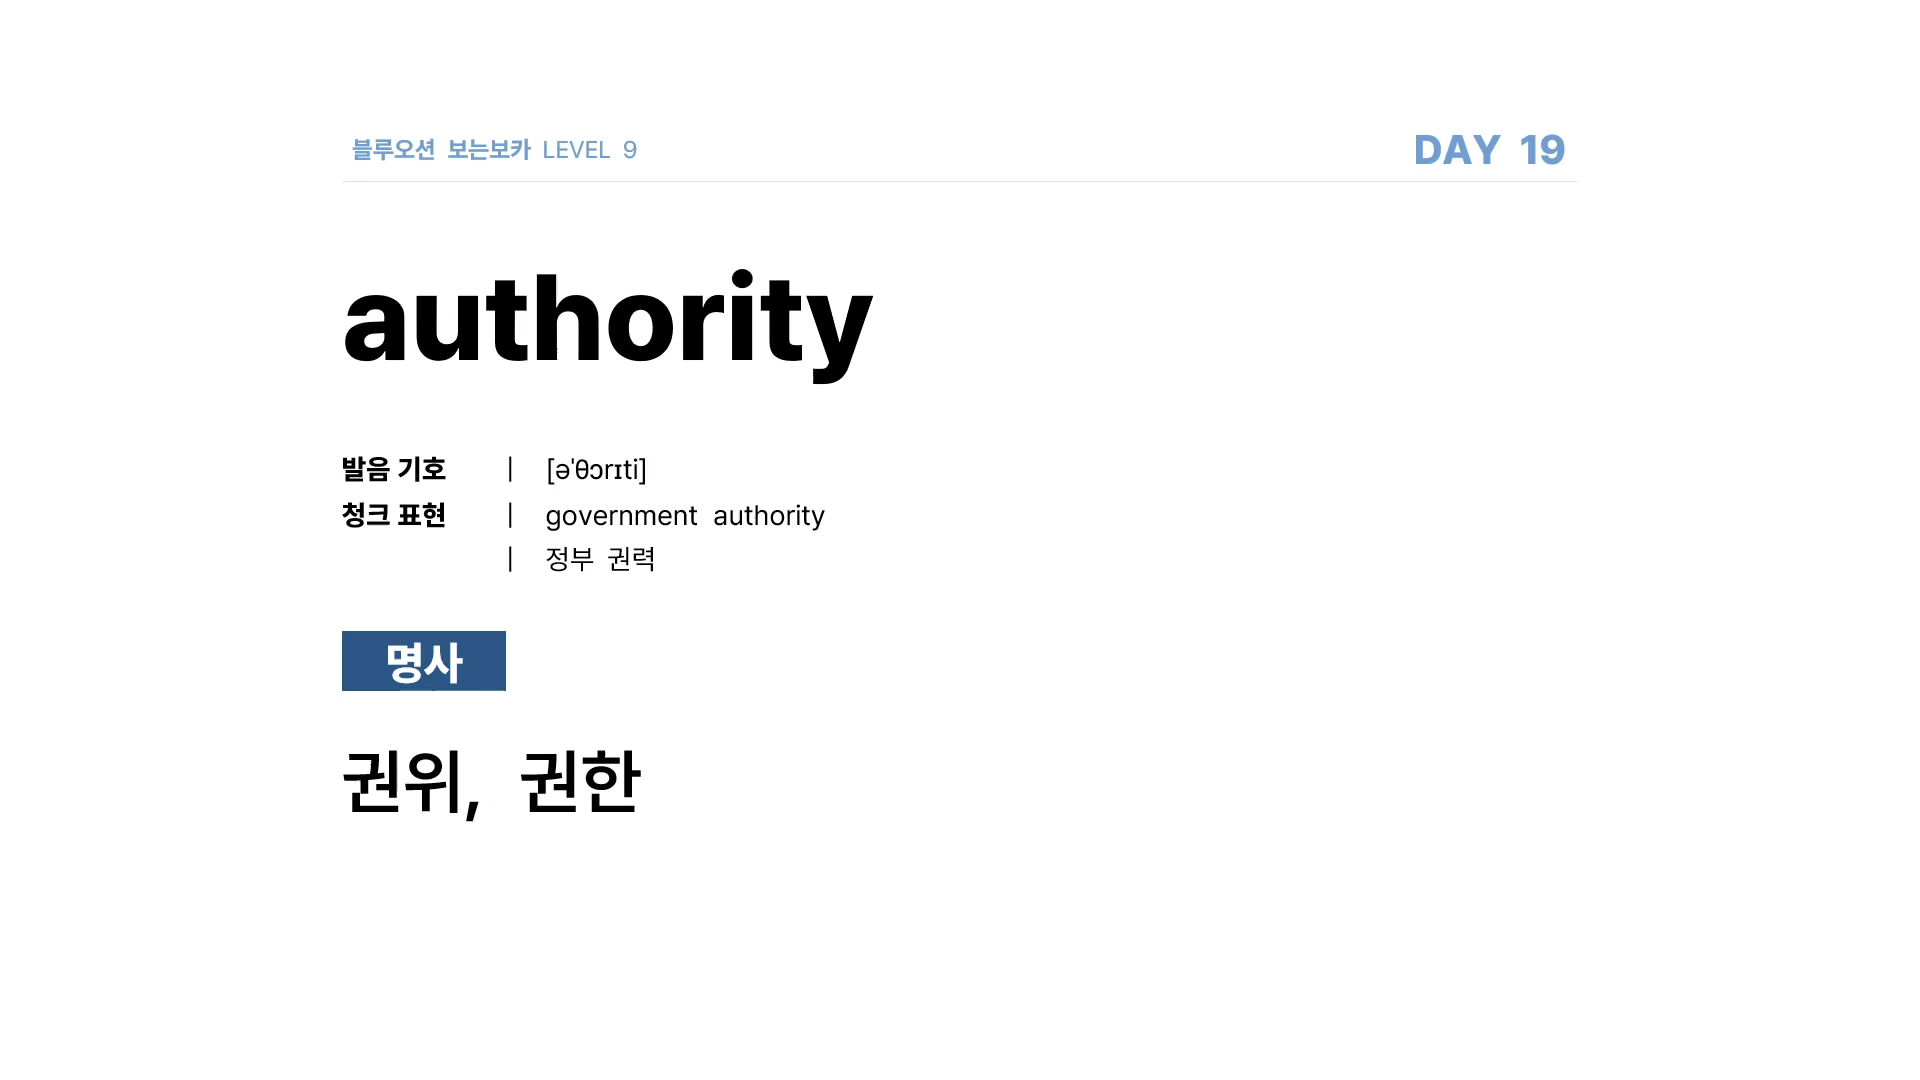 블루오션 보는보카 LEVEL 9
DAY 19
authority
발음 기호 | [əˈθɔrɪti]
청크 표현 | government authority
| 정부 권력
명사
권위, 권한